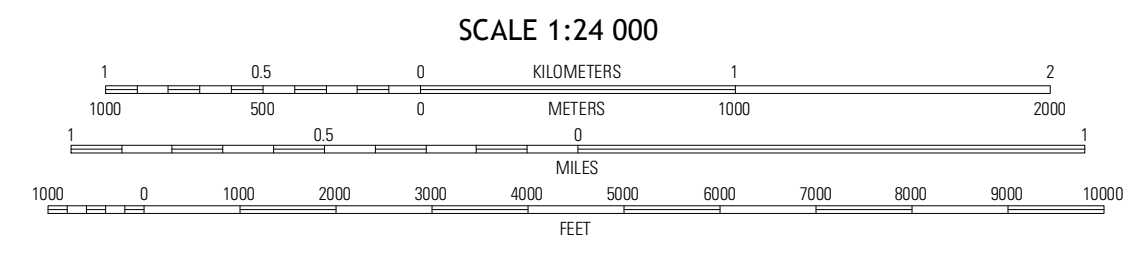 SCALE 1:24 000
1 0.5 0 KILOMETERS 1 2
1000 500 0 METERS 1000 2000
1 0.5 0 1
MILES
1000 0 1000 2000 3000 4000 5000 6000 7000 8000 9000 10000
FEET